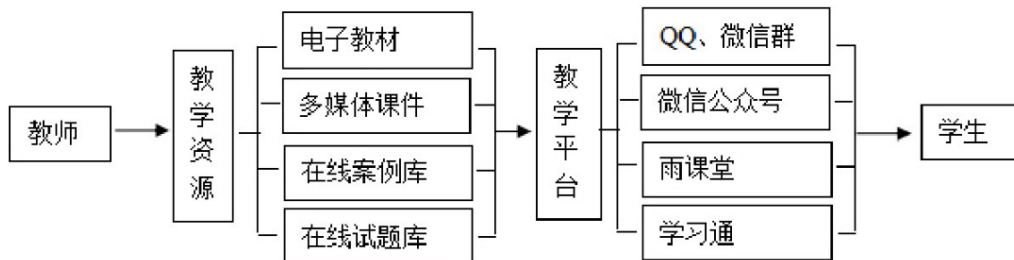 教师
教学资源
电子教材
多媒体课件
在线案例库
在线试题库
教学平台
QQ、微信群
微信公众号
雨课堂
学习通
学生